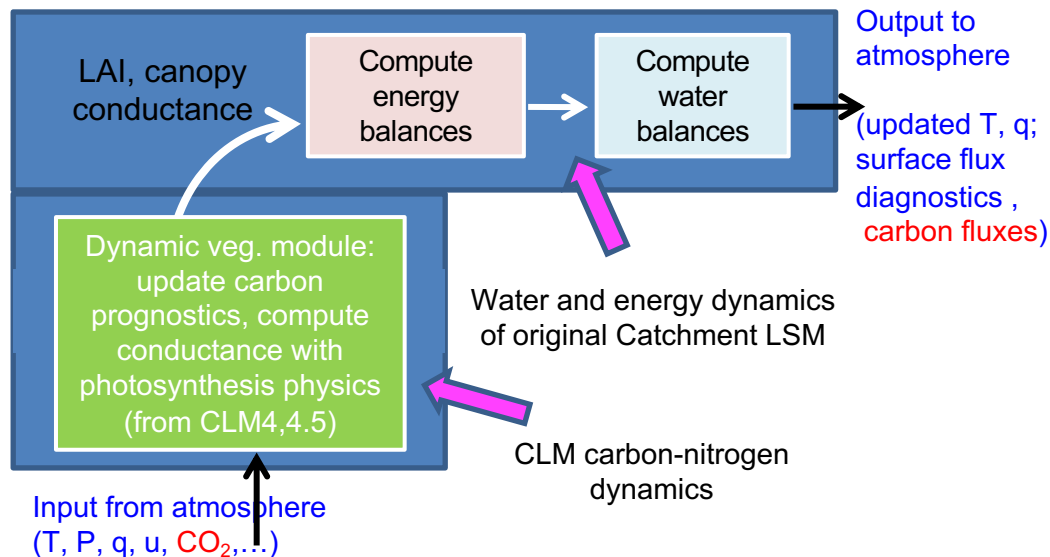 LAI, canopy
conductance
Compute
energy
balances
Compute
water
balances
Output to
atmosphere
(updated T, q;
surface flux
diagnostics ,
carbon fluxes)
Dynamic veg. module:
update carbon
prognostics, compute
conductance with
photosynthesis physics
(from CLM4,4.5)
Water and energy dynamics
of original Catchment LSM
CLM carbon-nitrogen
dynamics
Input from atmosphere
(T, P, q, u, CO₂,…)